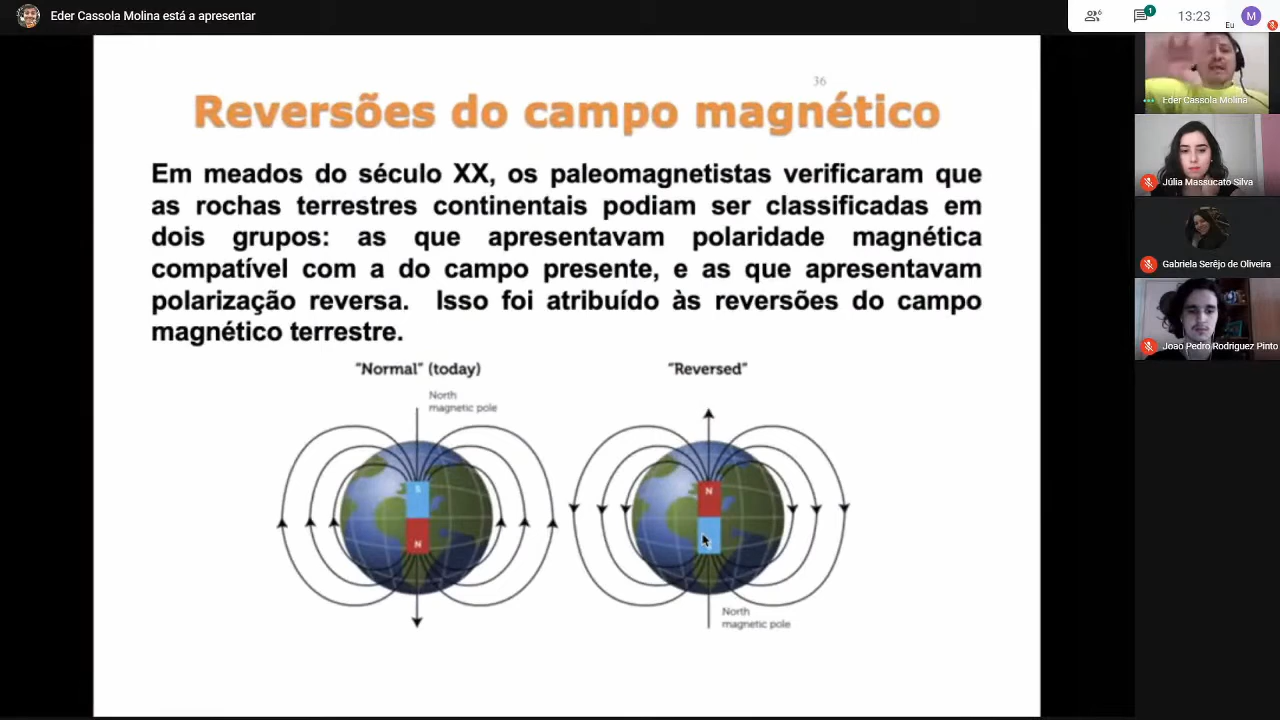 Eder Cassola Molina está a apresentar
6
1
13:23
Eu
M
36
Reversões do campo magnético
Em meados do século XX, os paleomagnetistas verificaram que
as rochas terrestres continentais podiam ser classificadas em
dois grupos: as que apresentavam polaridade magnética
compatível com a do campo presente, e as que apresentavam
polarização reversa. Isso foi atribuído às reversões do campo
magnético terrestre.
"Normal" (today)
North
magnetic pole
S
N
"Reversed"
N
North
magnetic pole
Eder Cassola Molina
Júlia Massucato Silva
Gabriela Serêjo de Oliveira
João Pedro Rodriguez Pinto